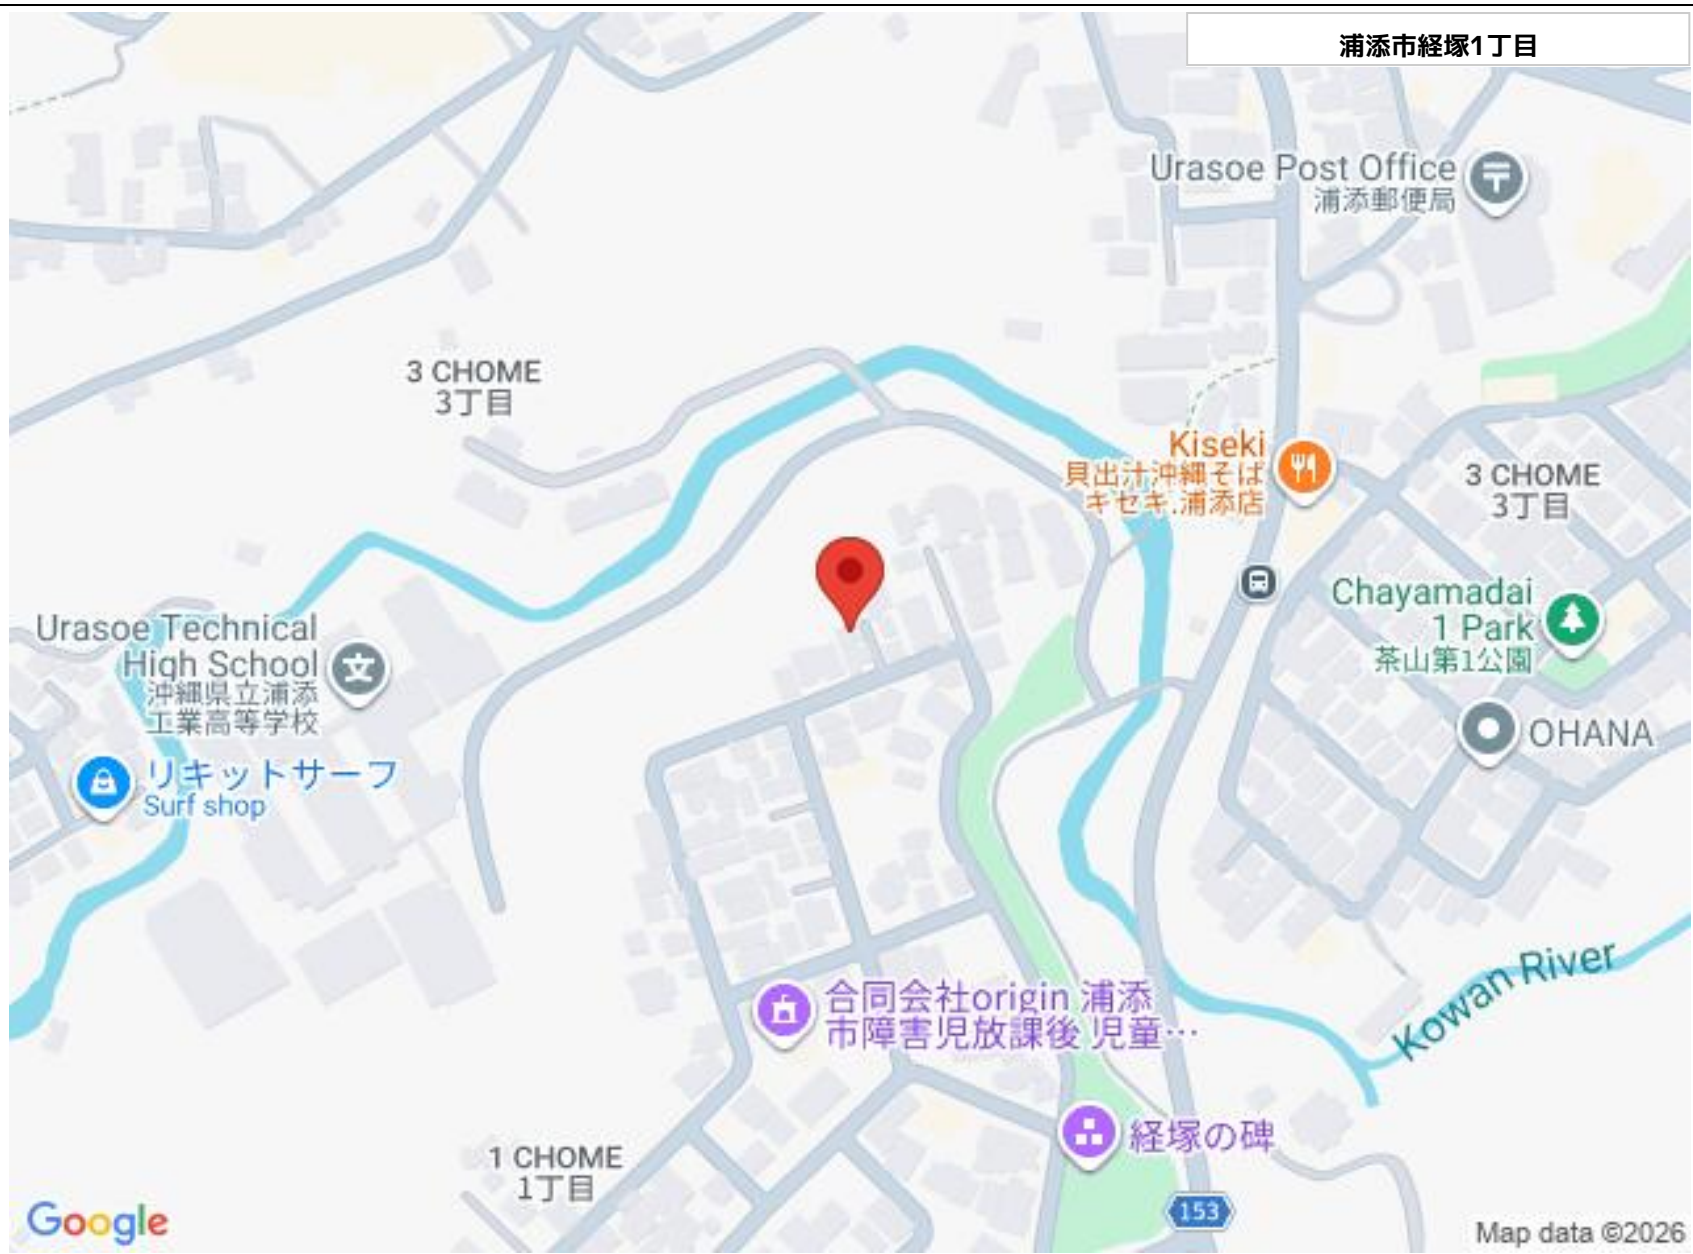 浦添市経塚1丁目
Urasoe Post Office
浦添郵便局
3 CHOME
3丁目
Kiseki
貝出汁沖縄そば
キセキ.浦添店
3 CHOME
3丁目
Chayamadai
1 Park
茶山第1公園
Urasoe Technical
High School
沖縄県立浦添
工業高等学校
OHANA
リキットサーフ
Surf shop
Kowan River
合同会社origin 浦添
市障害児放課後 児童…
経塚の碑
1 CHOME
1丁目
153
Google
Map data ©2026